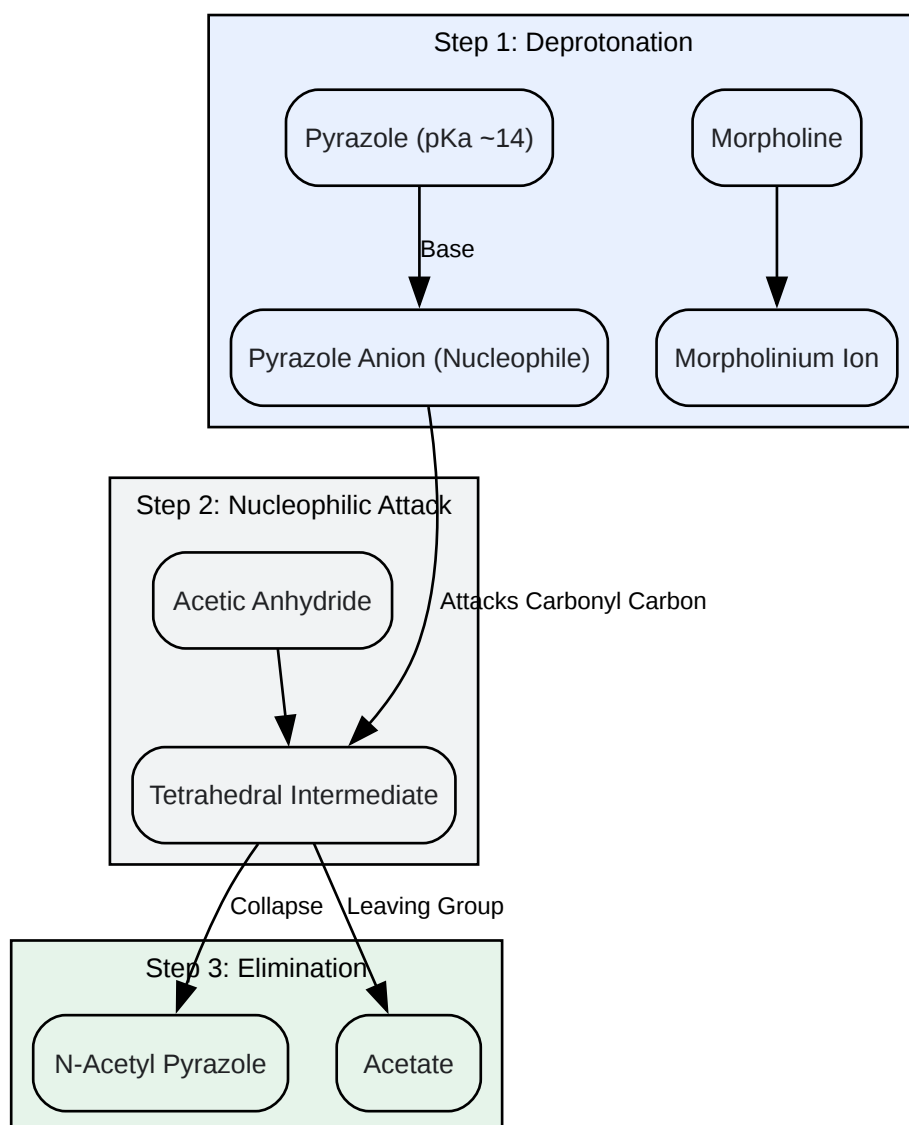 Step 1: Deprotonation
Pyrazole (pKa ~14)
Morpholine
Base
Pyrazole Anion (Nucleophile)
Morpholinium Ion
Step 2: Nucleophilic Attack
Acetic Anhydride
Attacks Carbonyl Carbon
Tetrahedral Intermediate
Collapse
Leaving Group
Step 3: Elimination
N-Acetyl Pyrazole
Acetate